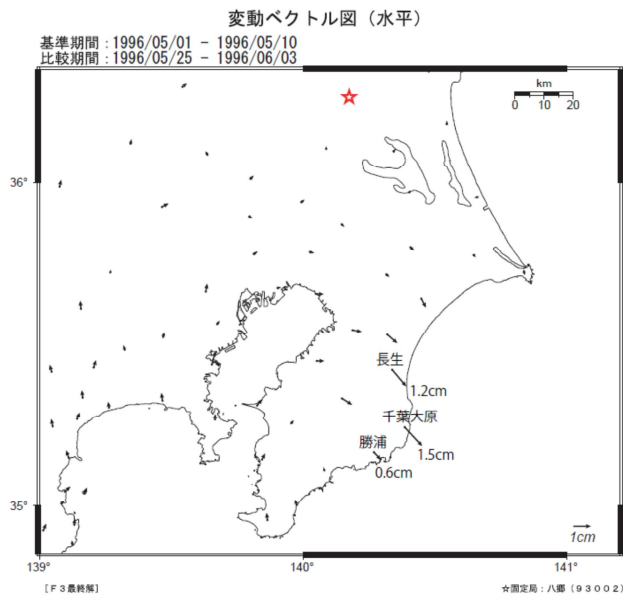 変動ベクトル図（水平）
基準期間：1996/05/01 - 1996/05/10
比較期間：1996/05/25 - 1996/06/03
km
0 10 20
36°
長生
1.2cm
千葉大原
1.5cm
勝浦
0.6cm
35°
1cm
139° 140° 141°
［Ｆ３最終解］ ☆固定局：八郷（９３００２）